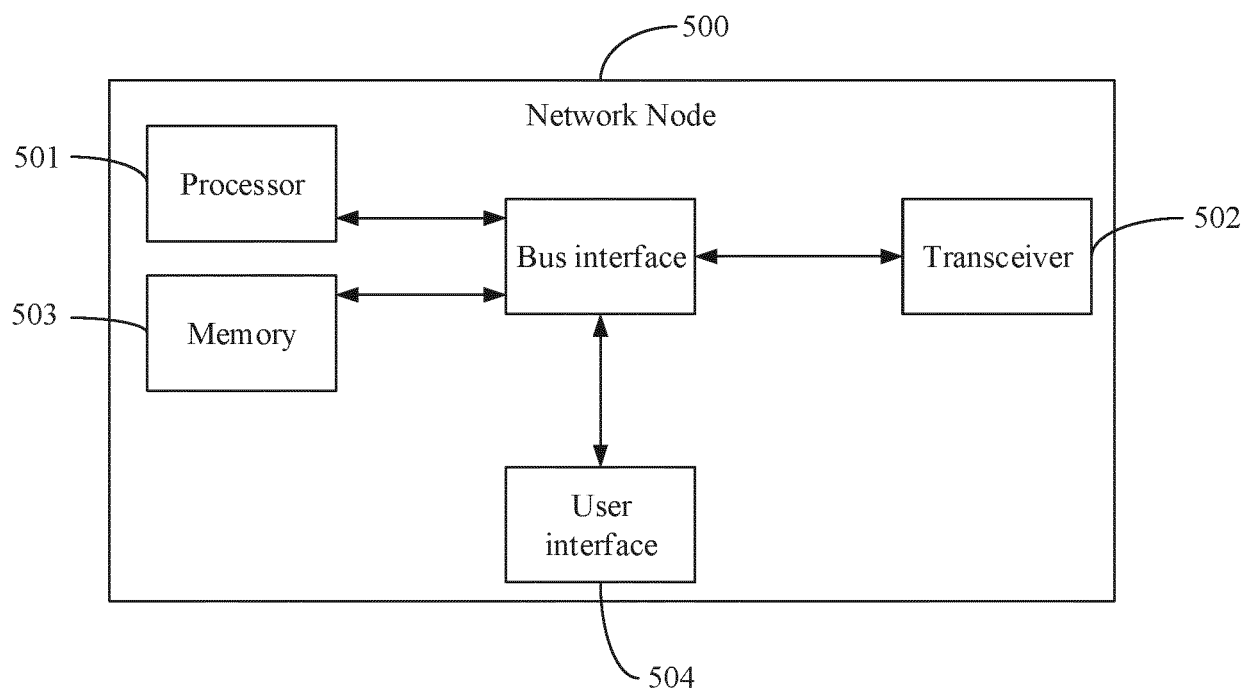 500
Network Node
501
Processor
502
Bus interface
Transceiver
503
Memory
User
interface
504